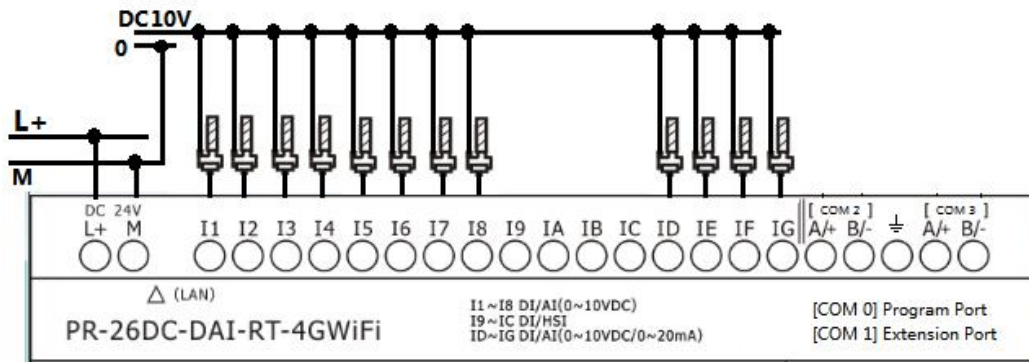 DC10V
0
L+
M
DC 24V
L+ M I1 I2 I3 I4 I5 I6 I7 I8 I9 IA IB IC ID IE IF IG A/+ B/- A/+ B/-
[ COM 2 ] [ COM 3 ]
(LAN)
PR-26DC-DAI-RT-4GWiFi
I1~I8 DI/AI(0~10VDC)
I9~IC DI/HSI
ID~IG DI/AI(0~10VDC/0~20mA)
[COM 0] Program Port
[COM 1] Extension Port